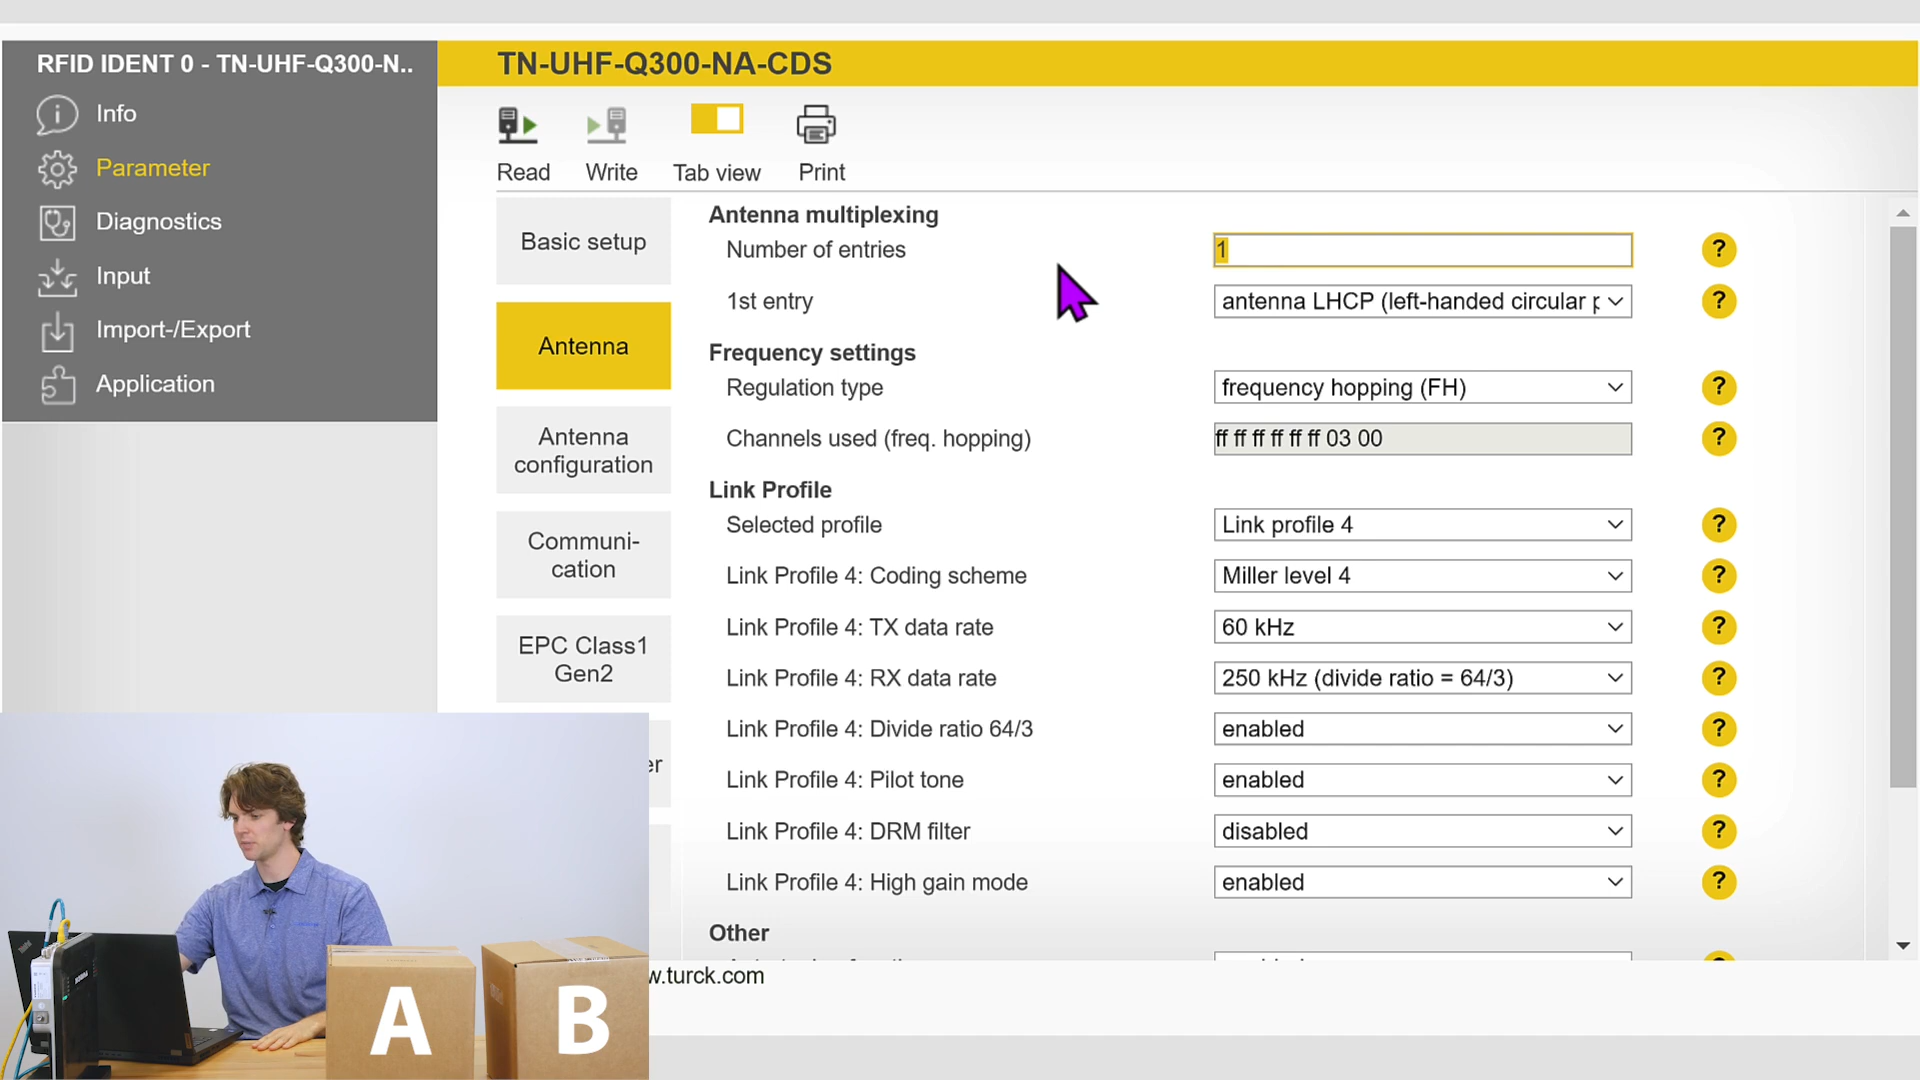 RFID IDENT 0 - TN-UHF-Q300-N..
TN-UHF-Q300-NA-CDS
Info
Parameter
Diagnostics
Input
Import-/Export
Application
Read
Write
Tab view
Print
Basic setup
Antenna
Antenna
configuration
Communi-
cation
EPC Class1
Gen2
er
Antenna multiplexing
Number of entries
1
?
1st entry
antenna LHCP (left-handed circular p
?
Frequency settings
Regulation type
frequency hopping (FH)
?
Channels used (freq. hopping)
ff ff ff ff ff ff 03 00
?
Link Profile
Selected profile
Link profile 4
?
Link Profile 4: Coding scheme
Miller level 4
?
Link Profile 4: TX data rate
60 kHz
?
Link Profile 4: RX data rate
250 kHz (divide ratio = 64/3)
?
Link Profile 4: Divide ratio 64/3
enabled
?
Link Profile 4: Pilot tone
enabled
?
Link Profile 4: DRM filter
disabled
?
Link Profile 4: High gain mode
enabled
?
Other
w.turck.com
A
B